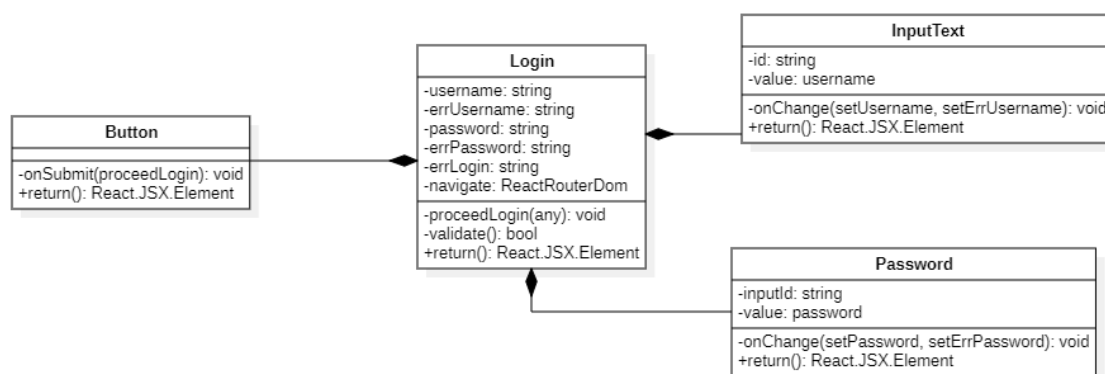 Button
-onSubmit(proceedLogin): void
+return(): React.JSX.Element
Login
-username: string
-errUsername: string
-password: string
-errPassword: string
-errLogin: string
-navigate: ReactRouterDom
-proceedLogin(any): void
-validate(): bool
+return(): React.JSX.Element
InputText
-id: string
-value: username
-onChange(setUsername, setErrUsername): void
+return(): React.JSX.Element
Password
-inputId: string
-value: password
-onChange(setPassword, setErrPassword): void
+return(): React.JSX.Element